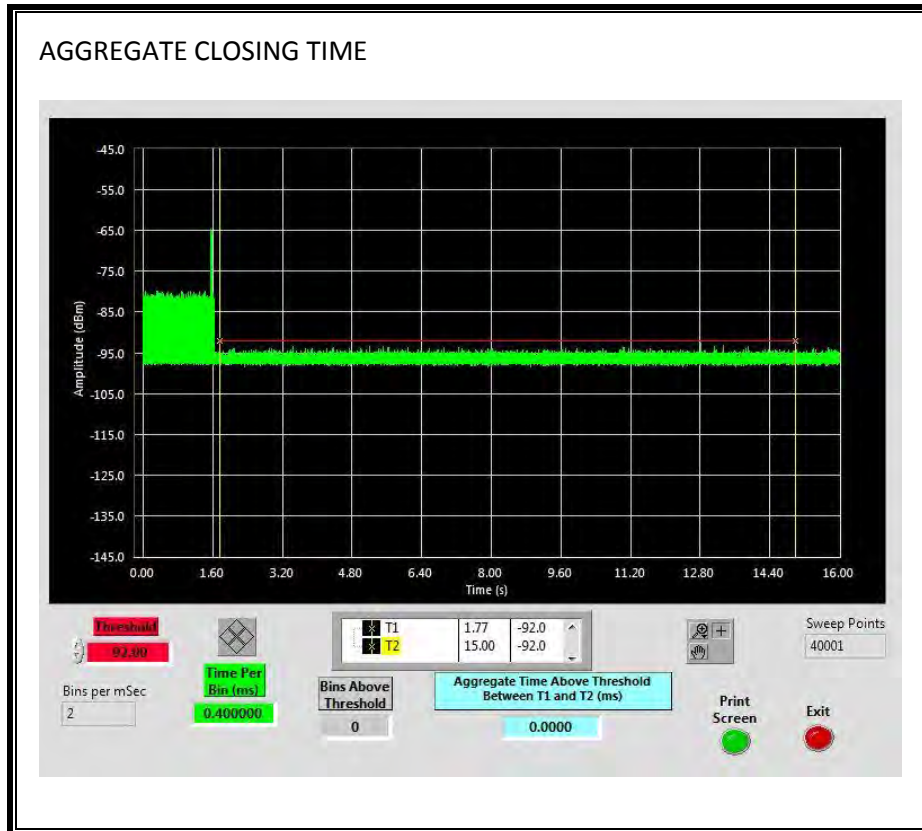 AGGREGATE CLOSING TIME
-45.0
-55.0
-65.0
-75.0
-85.0
-95.0
-105.0
-115.0
-125.0
-135.0
-145.0
Amplitude (dBm)
0.00 1.60 3.20 4.80 6.40 8.00 9.60 11.20 12.80 14.40 16.00
Time (s)
Threshold
-92.00
T1 1.77 -92.0
T2 15.00 -92.0
Sweep Points
40001
Bins per mSec
2
Time Per
Bin (ms)
0.400000
Bins Above
Threshold
0
Aggregate Time Above Threshold
Between T1 and T2 (ms)
0.0000
Print
Screen
Exit